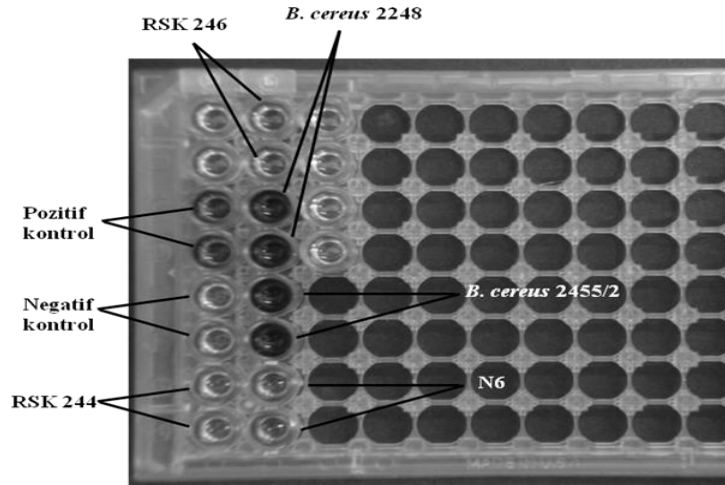 B. cereus 2248
RSK 246
Pozitif
kontrol
Negatif
kontrol
B. cereus 2455/2
RSK 244
N6